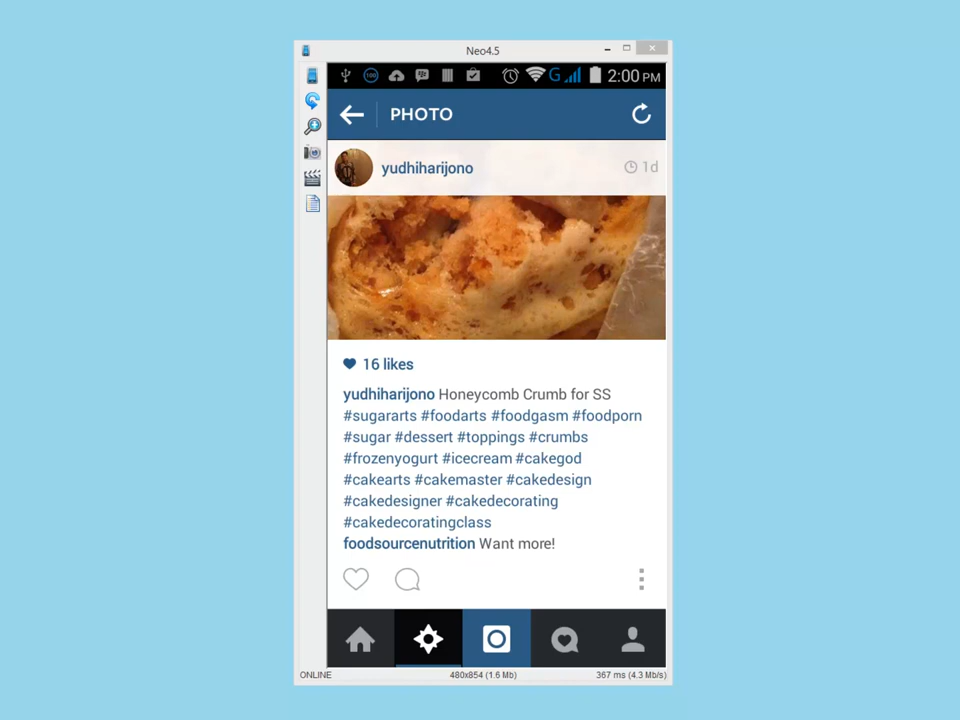 Neo4.5
100
G
2:00 PM
PHOTO
yudhiharijono
1d
16 likes
yudhiharijono Honeycomb Crumb for SS
#sugararts #foodarts #foodgasm #foodporn
#sugar #dessert #toppings #crumbs
#frozenyogurt #icecream #cakegod
#cakearts #cakemaster #cakedesign
#cakedesigner #cakedecorating
#cakedecoratingclass
foodsourcenutrition Want more!
ONLINE
480x854 (1.6 Mb)
367 ms (4.3 Mb/s)